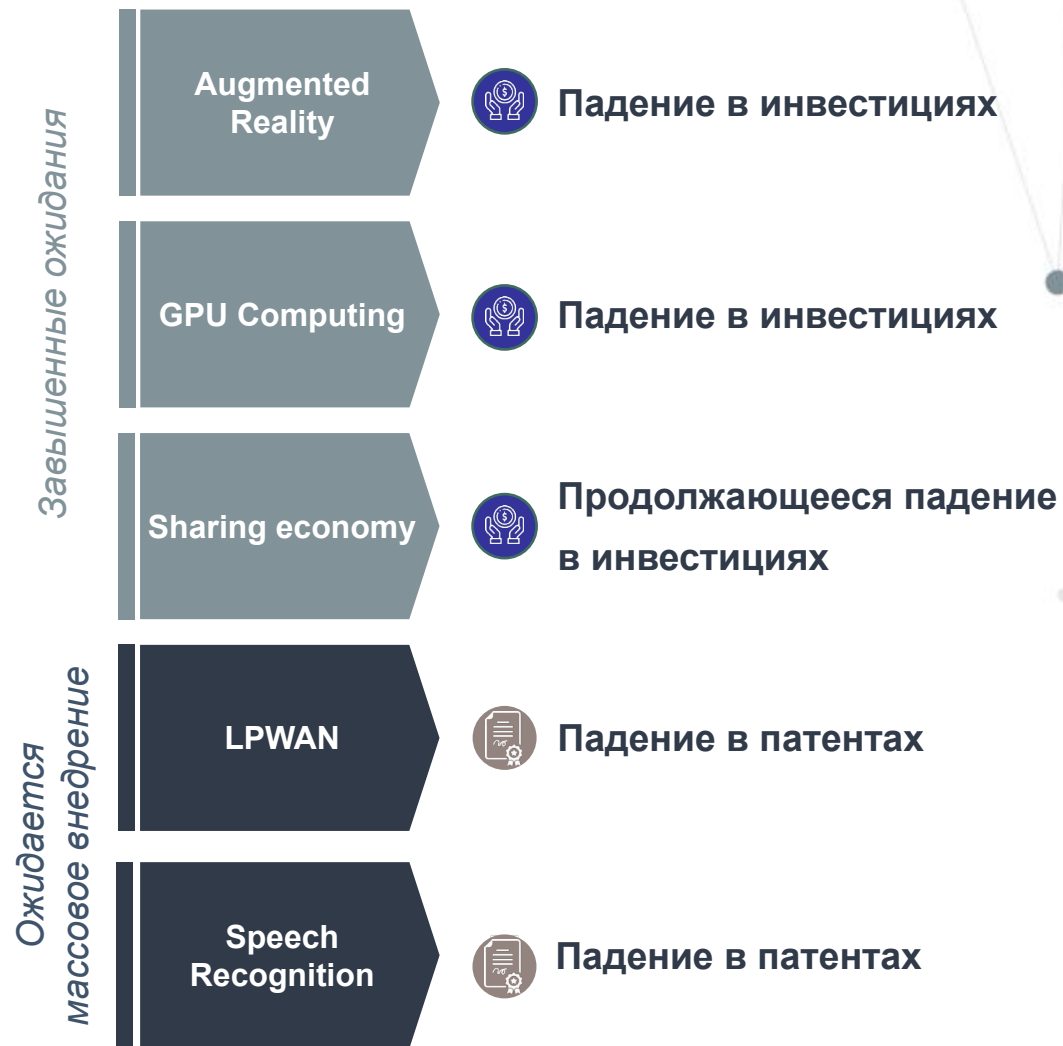 Завышенные ожидания
Augmented
Reality
Падение в инвестициях
GPU Computing
Падение в инвестициях
Sharing economy
Продолжающееся падение
в инвестициях
Ожидается
массовое внедрение
LPWAN
Падение в патентах
Speech
Recognition
Падение в патентах